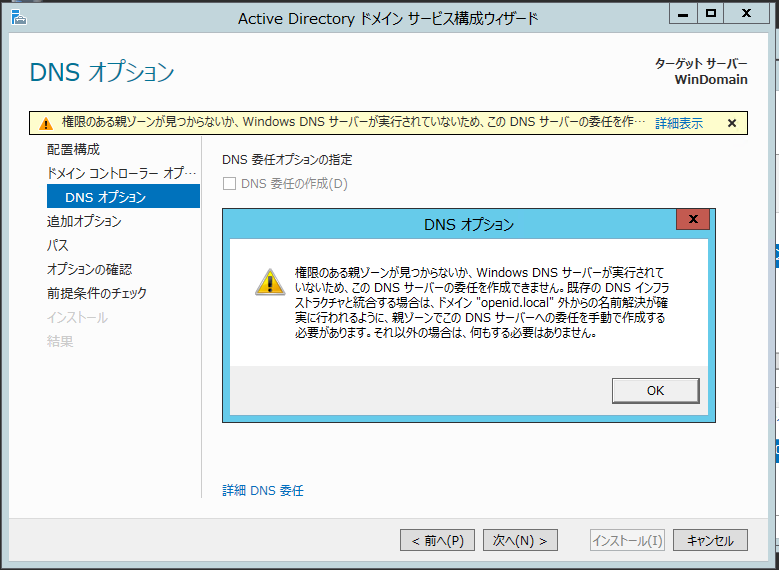 Active Directory ドメイン サービス構成ウィザード
DNS オプション
ターゲット サーバー
WinDomain
権限のある親ゾーンが見つからないか、Windows DNS サーバーが実行されていないため、この DNS サーバーの委任を作… 詳細表示
配置構成
ドメイン コントローラー オプ…
DNS オプション
追加オプション
パス
オプションの確認
前提条件のチェック
インストール
結果
DNS 委任オプションの指定
DNS 委任の作成(D)
DNS オプション
権限のある親ゾーンが見つからないか、Windows DNS サーバーが実行されて
いないため、この DNS サーバーの委任を作成できません。既存の DNS インフラ
ストラクチャと統合する場合は、ドメイン "openid.local" 外からの名前解決が確
実に行われるように、親ゾーンでこの DNS サーバーへの委任を手動で作成する
必要があります。それ以外の場合は、何もする必要はありません。
OK
詳細 DNS 委任
< 前へ(P) 次へ(N) > インストール(I) キャンセル